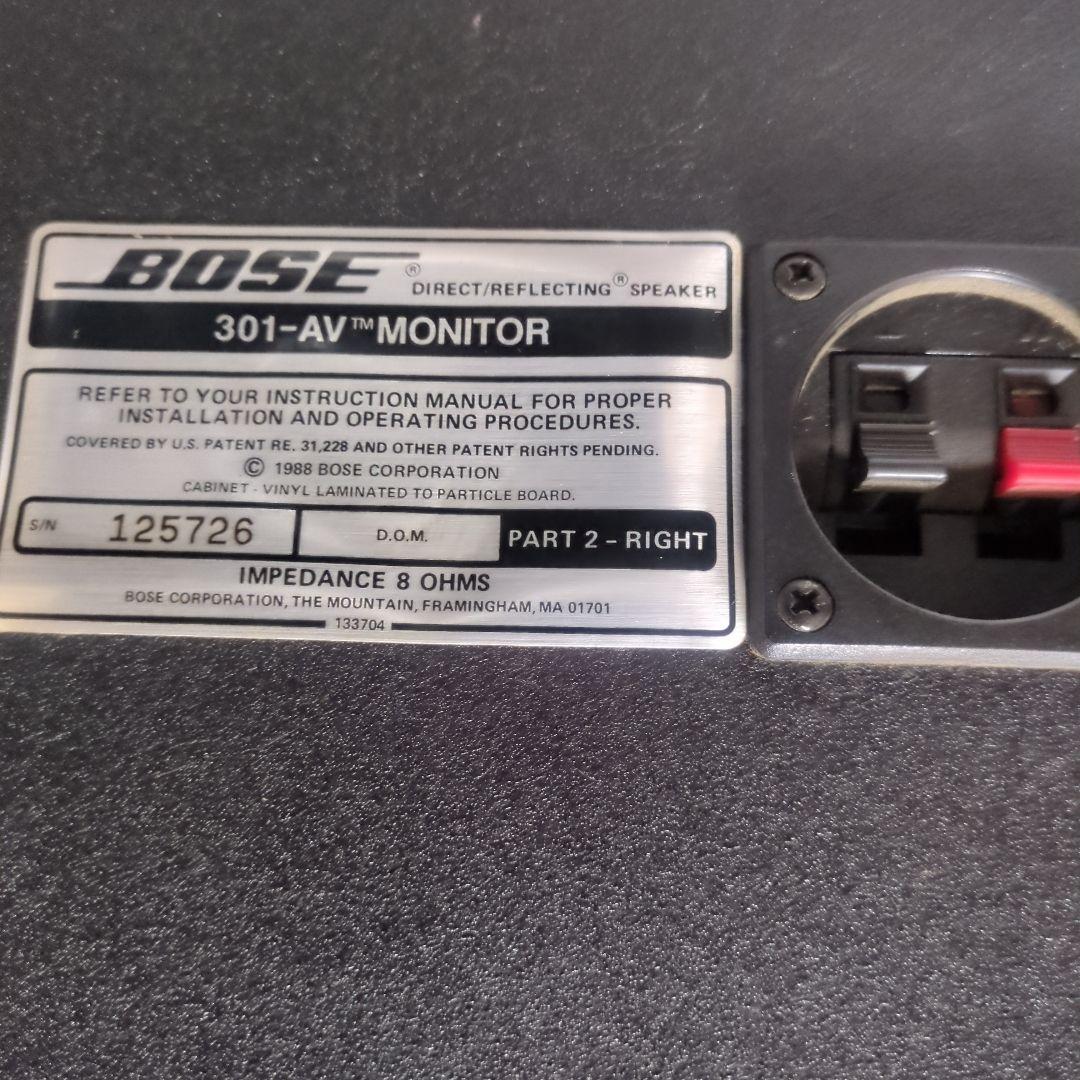 BOSE® DIRECT/REFLECTING® SPEAKER
301-AV™ MONITOR
REFER TO YOUR INSTRUCTION MANUAL FOR PROPER
INSTALLATION AND OPERATING PROCEDURES.
COVERED BY U.S. PATENT RE. 31,228 AND OTHER PATENT RIGHTS PENDING.
© 1988 BOSE CORPORATION
CABINET - VINYL LAMINATED TO PARTICLE BOARD.
S/N 125726 D.O.M. PART 2 - RIGHT
IMPEDANCE 8 OHMS
BOSE CORPORATION, THE MOUNTAIN, FRAMINGHAM, MA 01701
133704